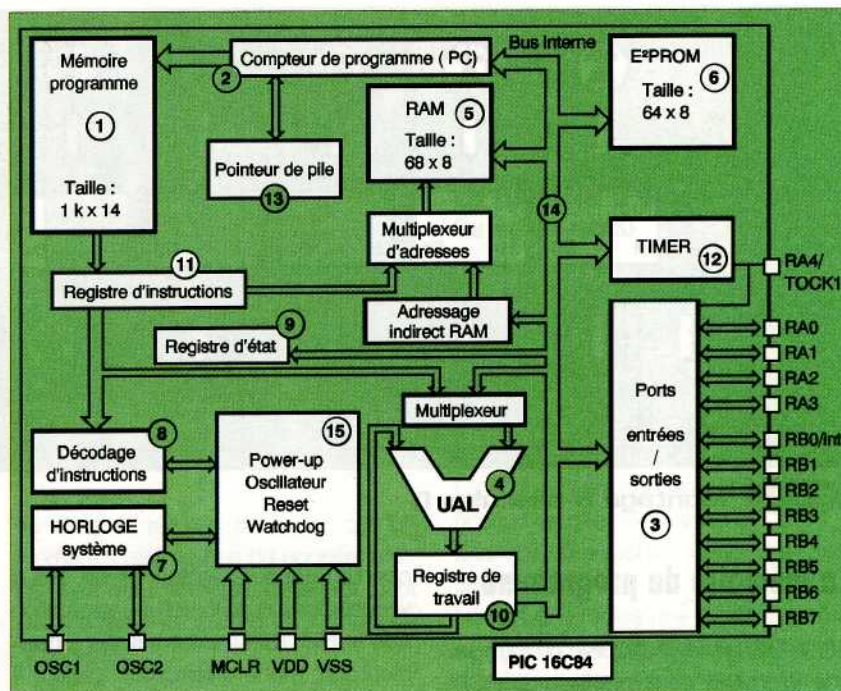 Mémoire
programme
1
Taille :
1 k x 14
2
Compteur de programme ( PC)
Bus Interne
E²PROM
6
Taille :
64 x 8
RAM
5
Taille :
68 x 8
Pointeur de pile
13
14
Multiplexeur
d'adresses
TIMER
12
RA4/
TOCK1
11
Registre d'instructions
Adressage
indirect RAM
9
Registre d'état
RA0
RA1
RA2
RA3
RB0/int
RB1
RB2
RB3
RB4
RB5
RB6
RB7
Ports
entrées
/
sorties
3
Multiplexeur
8
Décodage
d'instructions
15
Power-up
Oscillateur
Reset
Watchdog
UAL
4
HORLOGE
système
7
Registre de
travail
10
OSC1
OSC2
MCLR
VDD
VSS
PIC 16C84